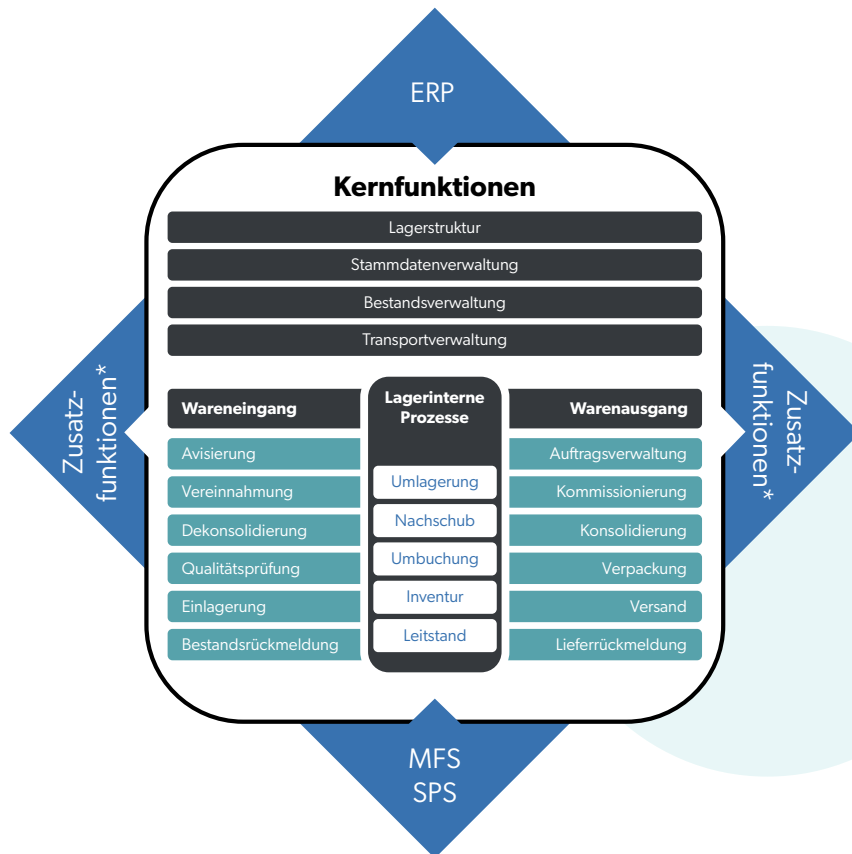 ERP
Kernfunktionen
Lagerstruktur
Stammdatenverwaltung
Bestandsverwaltung
Transportverwaltung
Zusatz-
funktionen*
Wareneingang
Avisierung
Vereinnahmung
Dekonsolidierung
Qualitätsprüfung
Einlagerung
Bestandsrückmeldung
Lagerinterne
Prozesse
Umlagerung
Nachschub
Umbuchung
Inventur
Leitstand
Warenausgang
Auftragsverwaltung
Kommissionierung
Konsolidierung
Verpackung
Versand
Lieferrückmeldung
Zusatz-
funktionen*
MFS
SPS